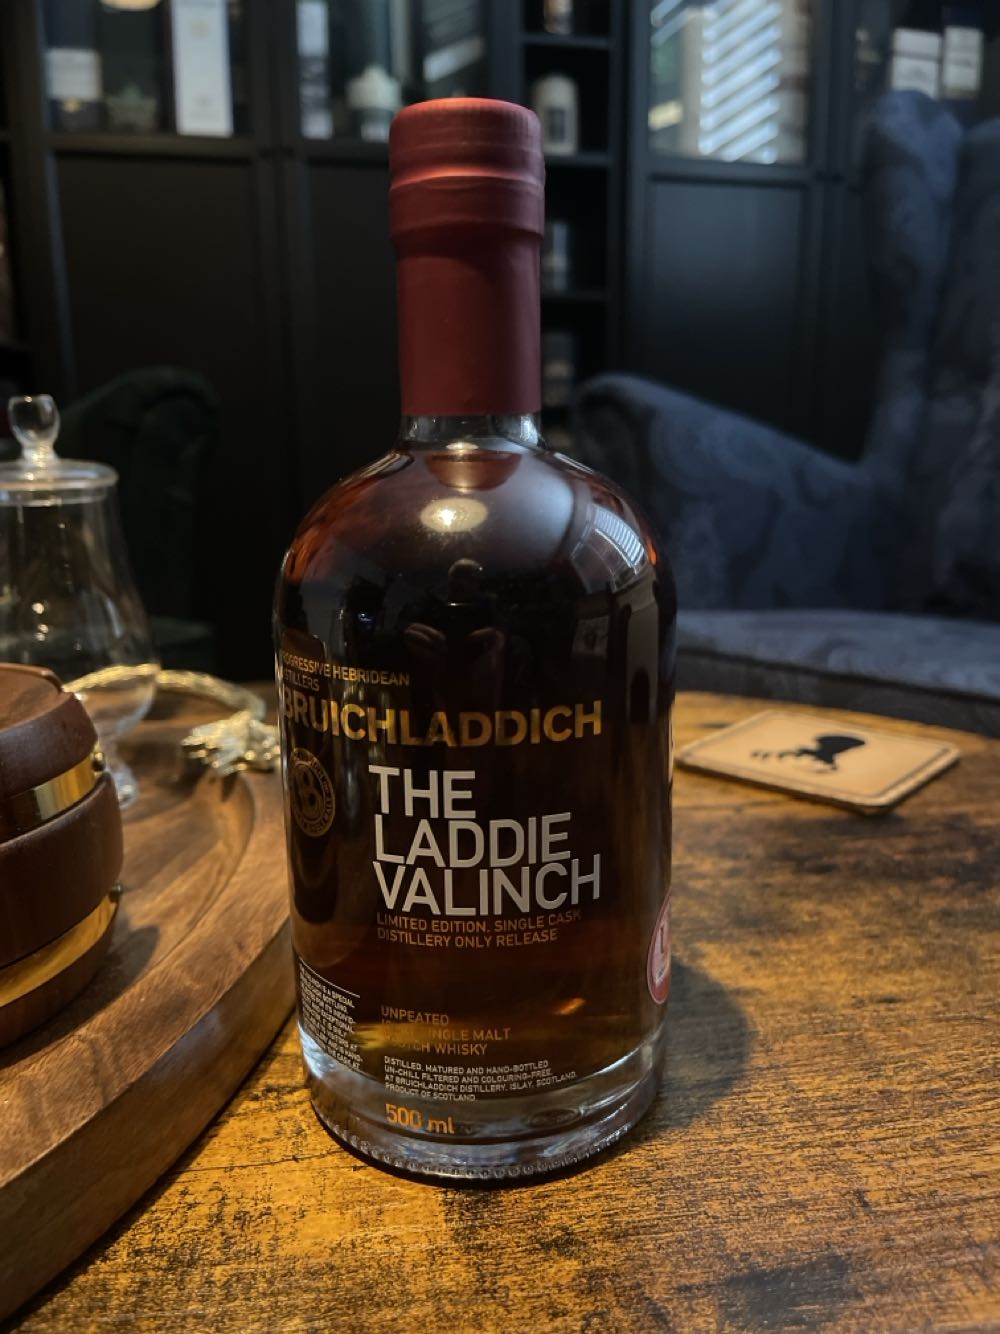 PROGRESSIVE HEBRIDEAN
DISTILLERS
BRUICHLADDICH
THE
LADDIE
VALINCH
LIMITED EDITION. SINGLE CASK
DISTILLERY ONLY RELEASE
UNPEATED
ISLAY SINGLE MALT
SCOTCH WHISKY
DISTILLED, MATURED AND HAND-BOTTLED
UN-CHILL FILTERED AND COLOURING-FREE
AT BRUICHLADDICH DISTILLERY, ISLAY, SCOTLAND.
PRODUCT OF SCOTLAND
500 ml